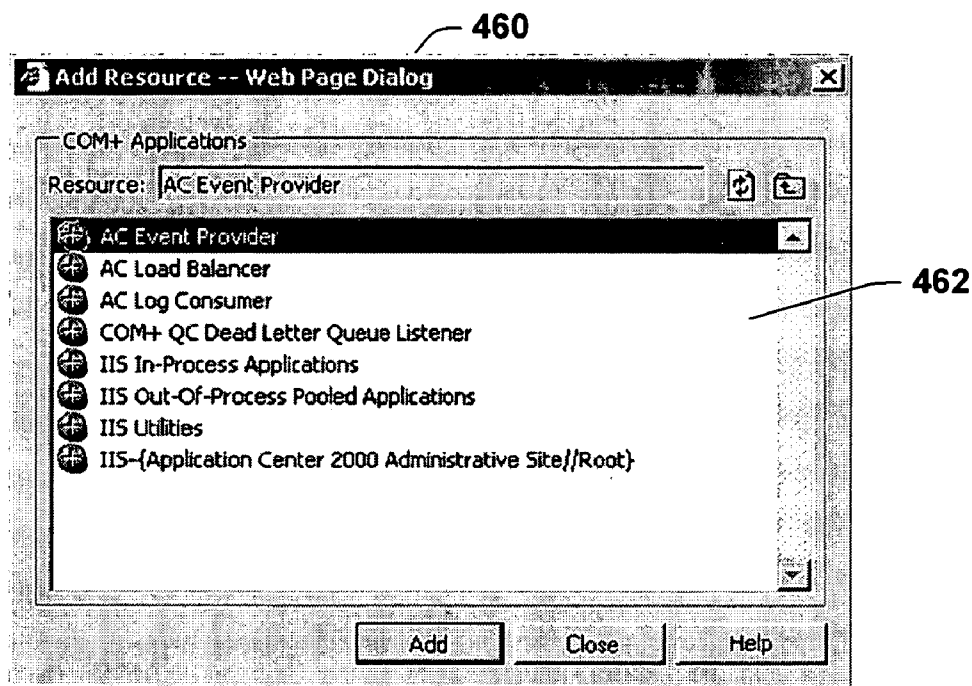 460
Add Resource -- Web Page Dialog
COM+ Applications
Resource: AC Event Provider
AC Event Provider
AC Load Balancer
462
AC Log Consumer
COM+ QC Dead Letter Queue Listener
IIS In-Process Applications
IIS Out-Of-Process Pooled Applications
IIS Utilities
IIS-{Application Center 2000 Administrative Site//Root}
Add Close Help